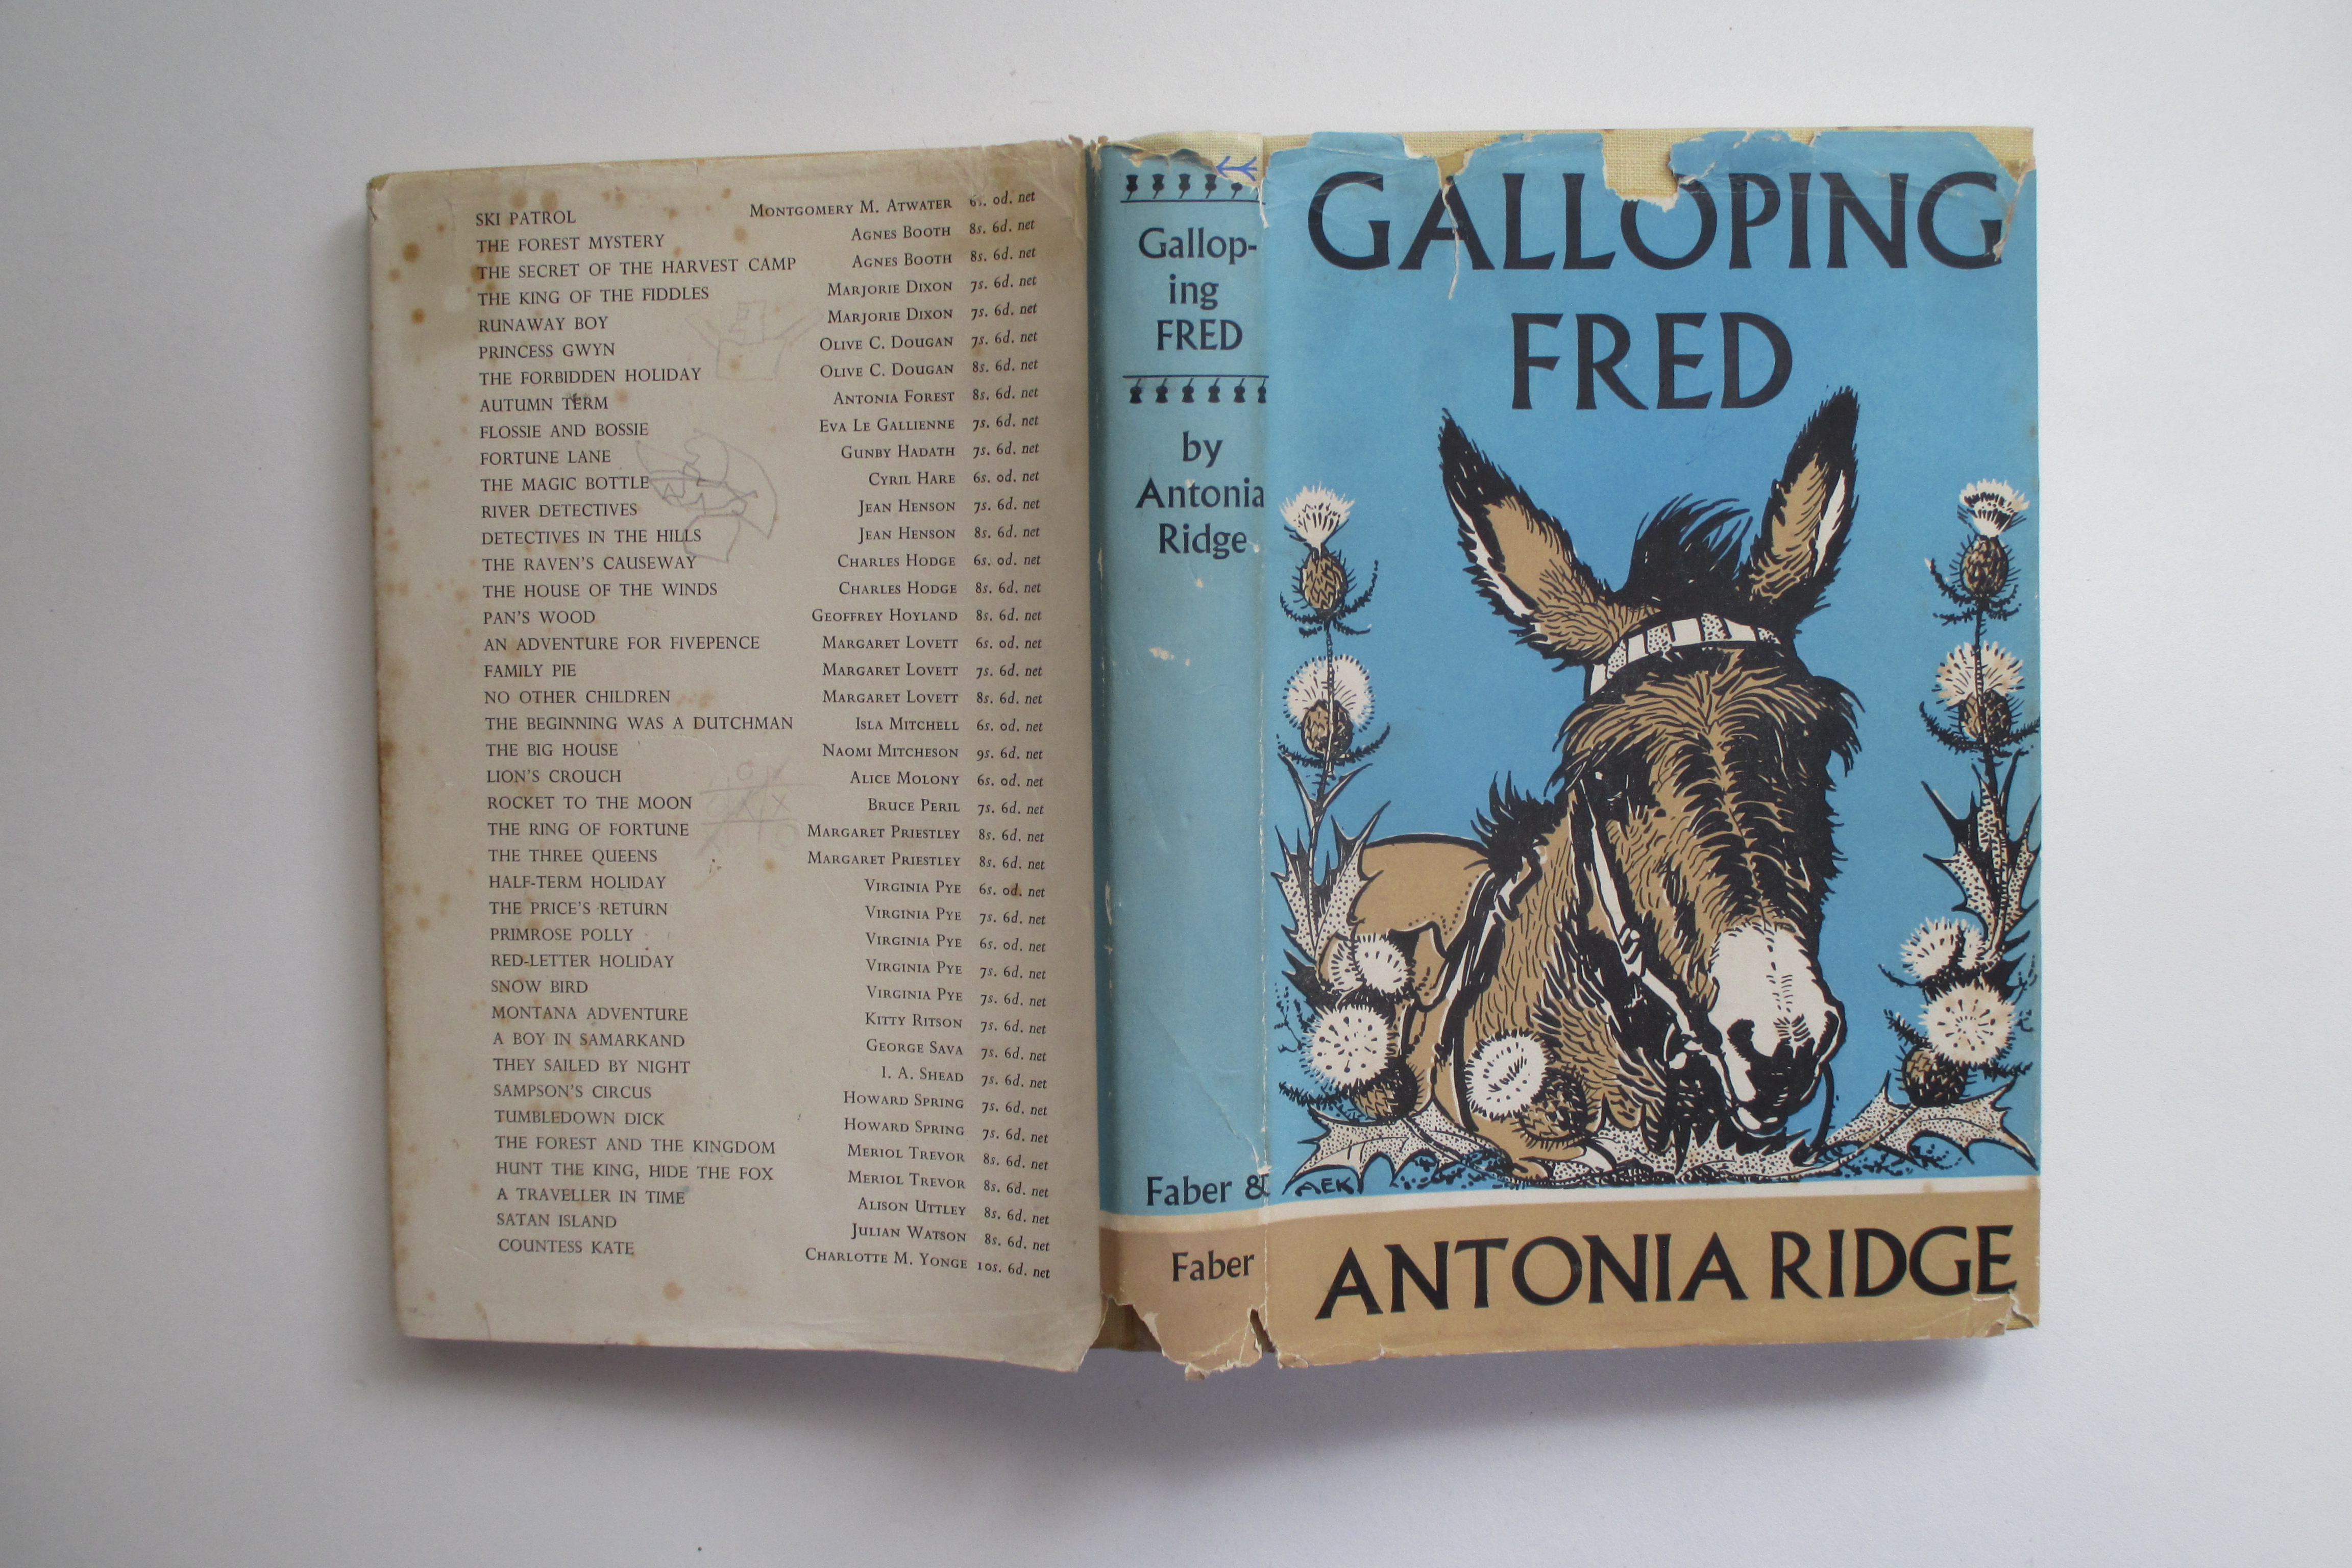 SKI PATROL Montgomery M. Atwater 6s. od. net
THE FOREST MYSTERY Agnes Booth 8s. 6d. net
THE SECRET OF THE HARVEST CAMP Agnes Booth 8s. 6d. net
THE KING OF THE FIDDLES Marjorie Dixon 7s. 6d. net
RUNAWAY BOY Marjorie Dixon 7s. 6d. net
PRINCESS GWYN Olive C. Dougan 7s. 6d. net
THE FORBIDDEN HOLIDAY Olive C. Dougan 8s. 6d. net
AUTUMN TERM Antonia Forest 8s. 6d. net
FLOSSIE AND BOSSIE Eva Le Gallienne 7s. 6d. net
FORTUNE LANE Gunby Hadath 7s. 6d. net
THE MAGIC BOTTLE Cyril Hare 6s. od. net
RIVER DETECTIVES Jean Henson 7s. 6d. net
DETECTIVES IN THE HILLS Jean Henson 8s. 6d. net
THE RAVEN'S CAUSEWAY Charles Hodge 6s. od. net
THE HOUSE OF THE WINDS Charles Hodge 8s. 6d. net
PAN'S WOOD Geoffrey Hoyland 8s. 6d. net
AN ADVENTURE FOR FIVEPENCE Margaret Lovett 6s. od. net
FAMILY PIE Margaret Lovett 7s. 6d. net
NO OTHER CHILDREN Margaret Lovett 8s. 6d. net
THE BEGINNING WAS A DUTCHMAN Isla Mitchell 6s. od. net
THE BIG HOUSE Naomi Mitcheson 9s. 6d. net
LION'S CROUCH Alice Molony 6s. od. net
ROCKET TO THE MOON Bruce Peril 7s. 6d. net
THE RING OF FORTUNE Margaret Priestley 8s. 6d. net
THE THREE QUEENS Margaret Priestley 8s. 6d. net
HALF-TERM HOLIDAY Virginia Pye 6s. od. net
THE PRICE'S RETURN Virginia Pye 7s. 6d. net
PRIMROSE POLLY Virginia Pye 6s. od. net
RED-LETTER HOLIDAY Virginia Pye 7s. 6d. net
SNOW BIRD Virginia Pye 7s. 6d. net
MONTANA ADVENTURE Kitty Ritson 7s. 6d. net
A BOY IN SAMARKAND George Sava 7s. 6d. net
THEY SAILED BY NIGHT I. A. Shead 7s. 6d. net
SAMPSON'S CIRCUS Howard Spring 7s. 6d. net
TUMBLEDOWN DICK Howard Spring 7s. 6d. net
THE FOREST AND THE KINGDOM Meriol Trevor 8s. 6d. net
HUNT THE KING, HIDE THE FOX Meriol Trevor 8s. 6d. net
A TRAVELLER IN TIME Alison Uttley 8s. 6d. net
SATAN ISLAND Julian Watson 8s. 6d. net
COUNTESS KATE Charlotte M. Yonge 10s. 6d. net
Gallop-
ing
FRED
by
Antonia
Ridge
Faber &
Faber
GALLOPING
FRED
AEK
ANTONIA RIDGE